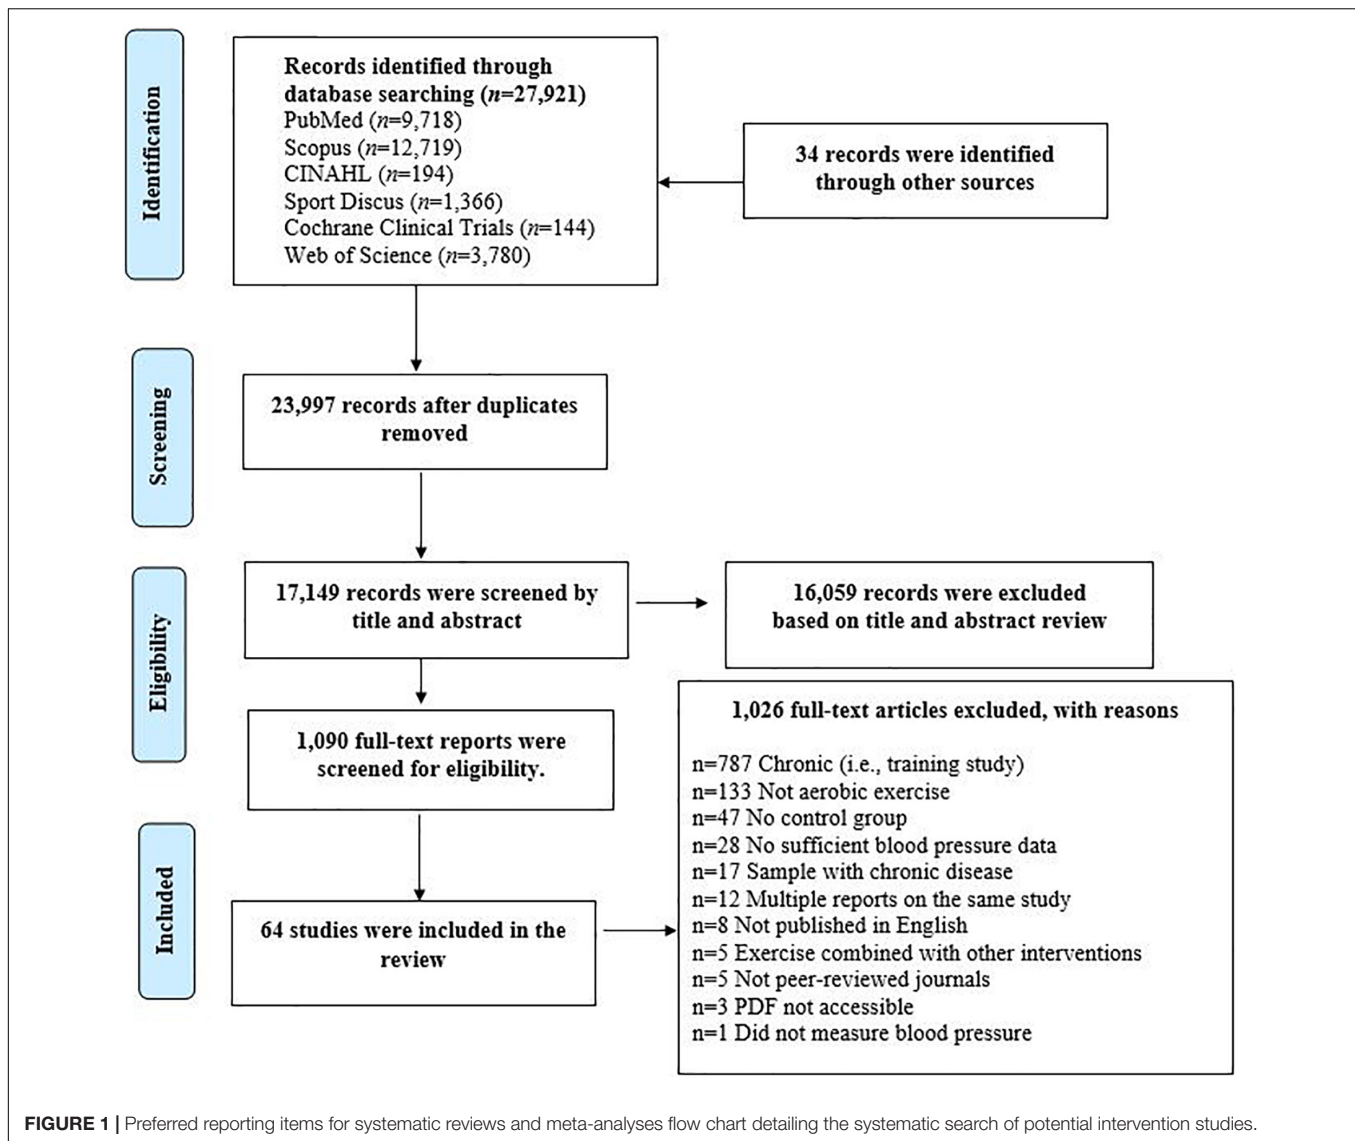 Identification
Records identified through
database searching (n=27,921)
PubMed (n=9,718)
Scopus (n=12,719)
CINAHL (n=194)
Sport Discus (n=1,366)
Cochrane Clinical Trials (n=144)
Web of Science (n=3,780)
34 records were identified
through other sources
Screening
23,997 records after duplicates
removed
Eligibility
17,149 records were screened by
title and abstract
16,059 records were excluded
based on title and abstract review
1,090 full-text reports were
screened for eligibility.
1,026 full-text articles excluded, with reasons
n=787 Chronic (i.e., training study)
n=133 Not aerobic exercise
n=47 No control group
n=28 No sufficient blood pressure data
n=17 Sample with chronic disease
n=12 Multiple reports on the same study
n=8 Not published in English
n=5 Exercise combined with other interventions
n=5 Not peer-reviewed journals
n=3 PDF not accessible
n=1 Did not measure blood pressure
Included
64 studies were included in the
review
FIGURE 1 | Preferred reporting items for systematic reviews and meta-analyses flow chart detailing the systematic search of potential intervention studies.